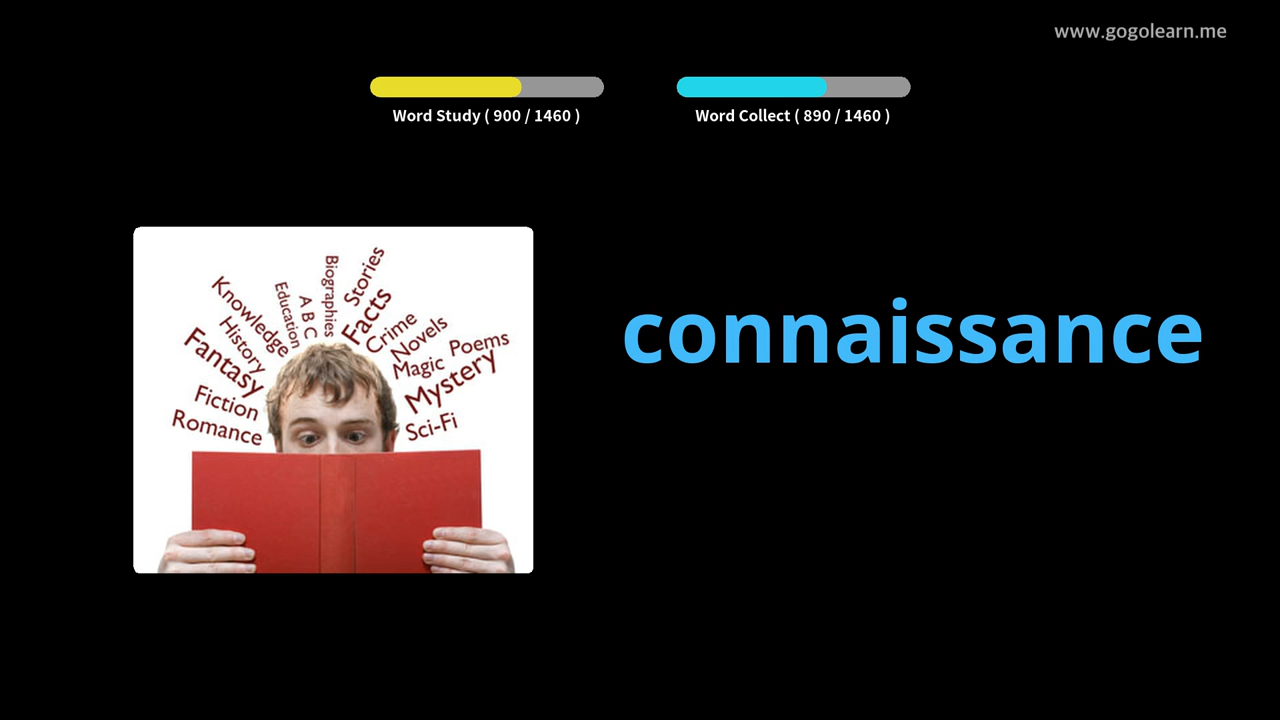 www.gogolearn.me
Word Study ( 900 / 1460 )
Word Collect ( 890 / 1460 )
Biographies
Stories
Education
A B C
Facts
Knowledge
Crime
History
Novels
Fantasy
Magic
Poems
Mystery
Fiction
Romance
Sci-Fi
connaissance